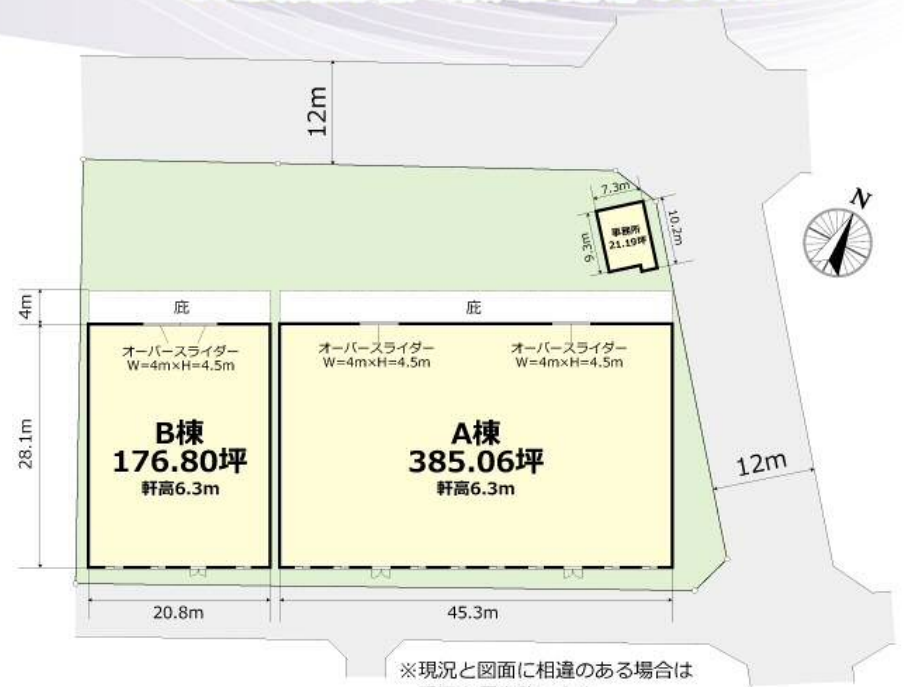 12m
N
7.3m
10.2m
9.3m
事務所
21.19坪
4m
庇
庇
オーバースライダー
W=4m×H=4.5m
オーバースライダー
W=4m×H=4.5m
オーバースライダー
W=4m×H=4.5m
28.1m
B棟
176.80坪
軒高6.3m
A棟
385.06坪
軒高6.3m
12m
20.8m
45.3m
※現況と図面に相違のある場合は